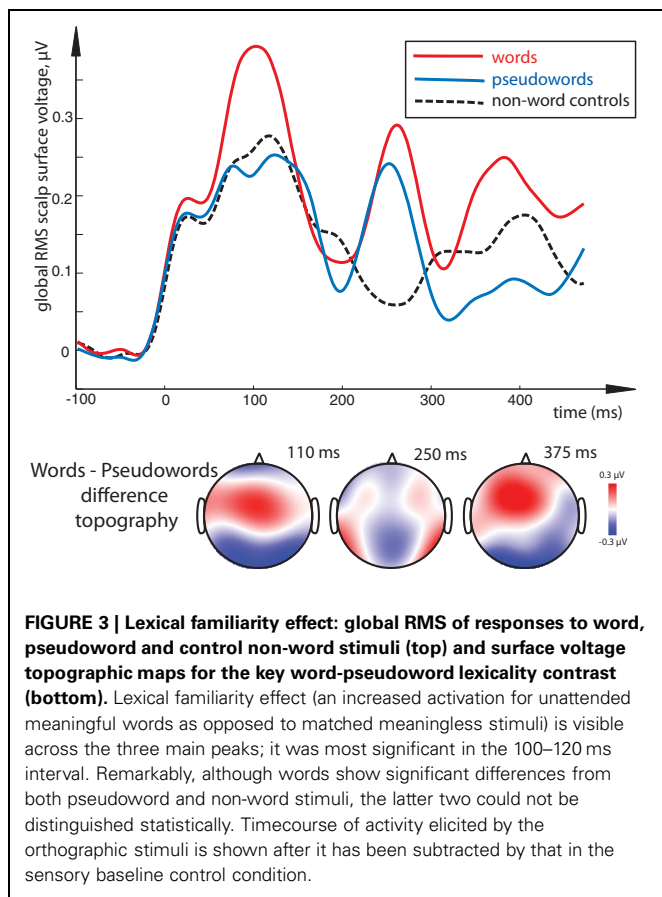 global RMS scalp surface voltage, µV
words
pseudowords
non-word controls
0.3
0.2
0.1
0
-100 0 100 200 300 400
time (ms)
110 ms 250 ms 375 ms
Words - Pseudowords
difference
topography
0.3 µV
-0.3 µV
FIGURE 3 | Lexical familiarity effect: global RMS of responses to word,
pseudoword and control non-word stimuli (top) and surface voltage
topographic maps for the key word-pseudoword lexicality contrast
(bottom). Lexical familiarity effect (an increased activation for unattended
meaningful words as opposed to matched meaningless stimuli) is visible
across the three main peaks; it was most significant in the 100–120 ms
interval. Remarkably, although words show significant differences from
both pseudoword and non-word stimuli, the latter two could not be
distinguished statistically. Timecourse of activity elicited by the
orthographic stimuli is shown after it has been subtracted by that in the
sensory baseline control condition.